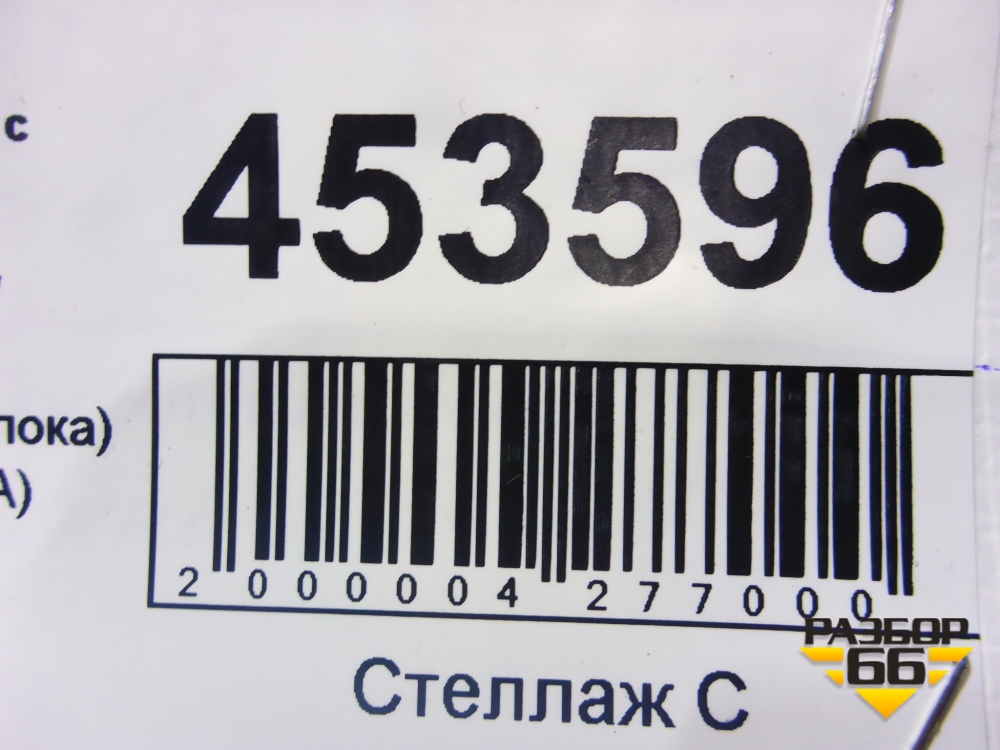 с
453596
лока)
А)
2 000004 277000
Стеллаж С
РАЗБОР
66